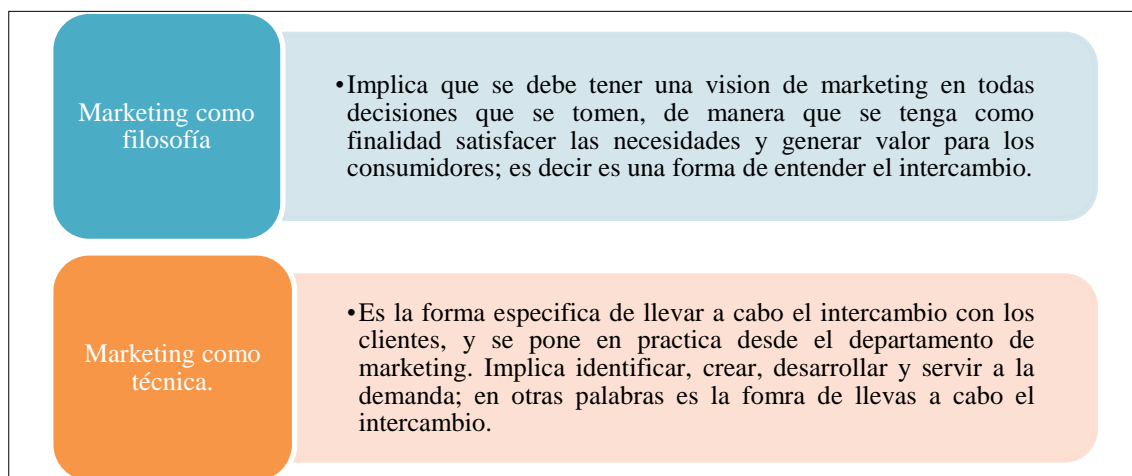 Marketing como
filosofía
•Implica que se debe tener una vision de marketing en todas
decisiones que se tomen, de manera que se tenga como
finalidad satisfacer las necesidades y generar valor para los
consumidores; es decir es una forma de entender el intercambio.
Marketing como
técnica.
•Es la forma especifica de llevar a cabo el intercambio con los
clientes, y se pone en practica desde el departamento de
marketing. Implica identificar, crear, desarrollar y servir a la
demanda; en otras palabras es la fomra de llevas a cabo el
intercambio.